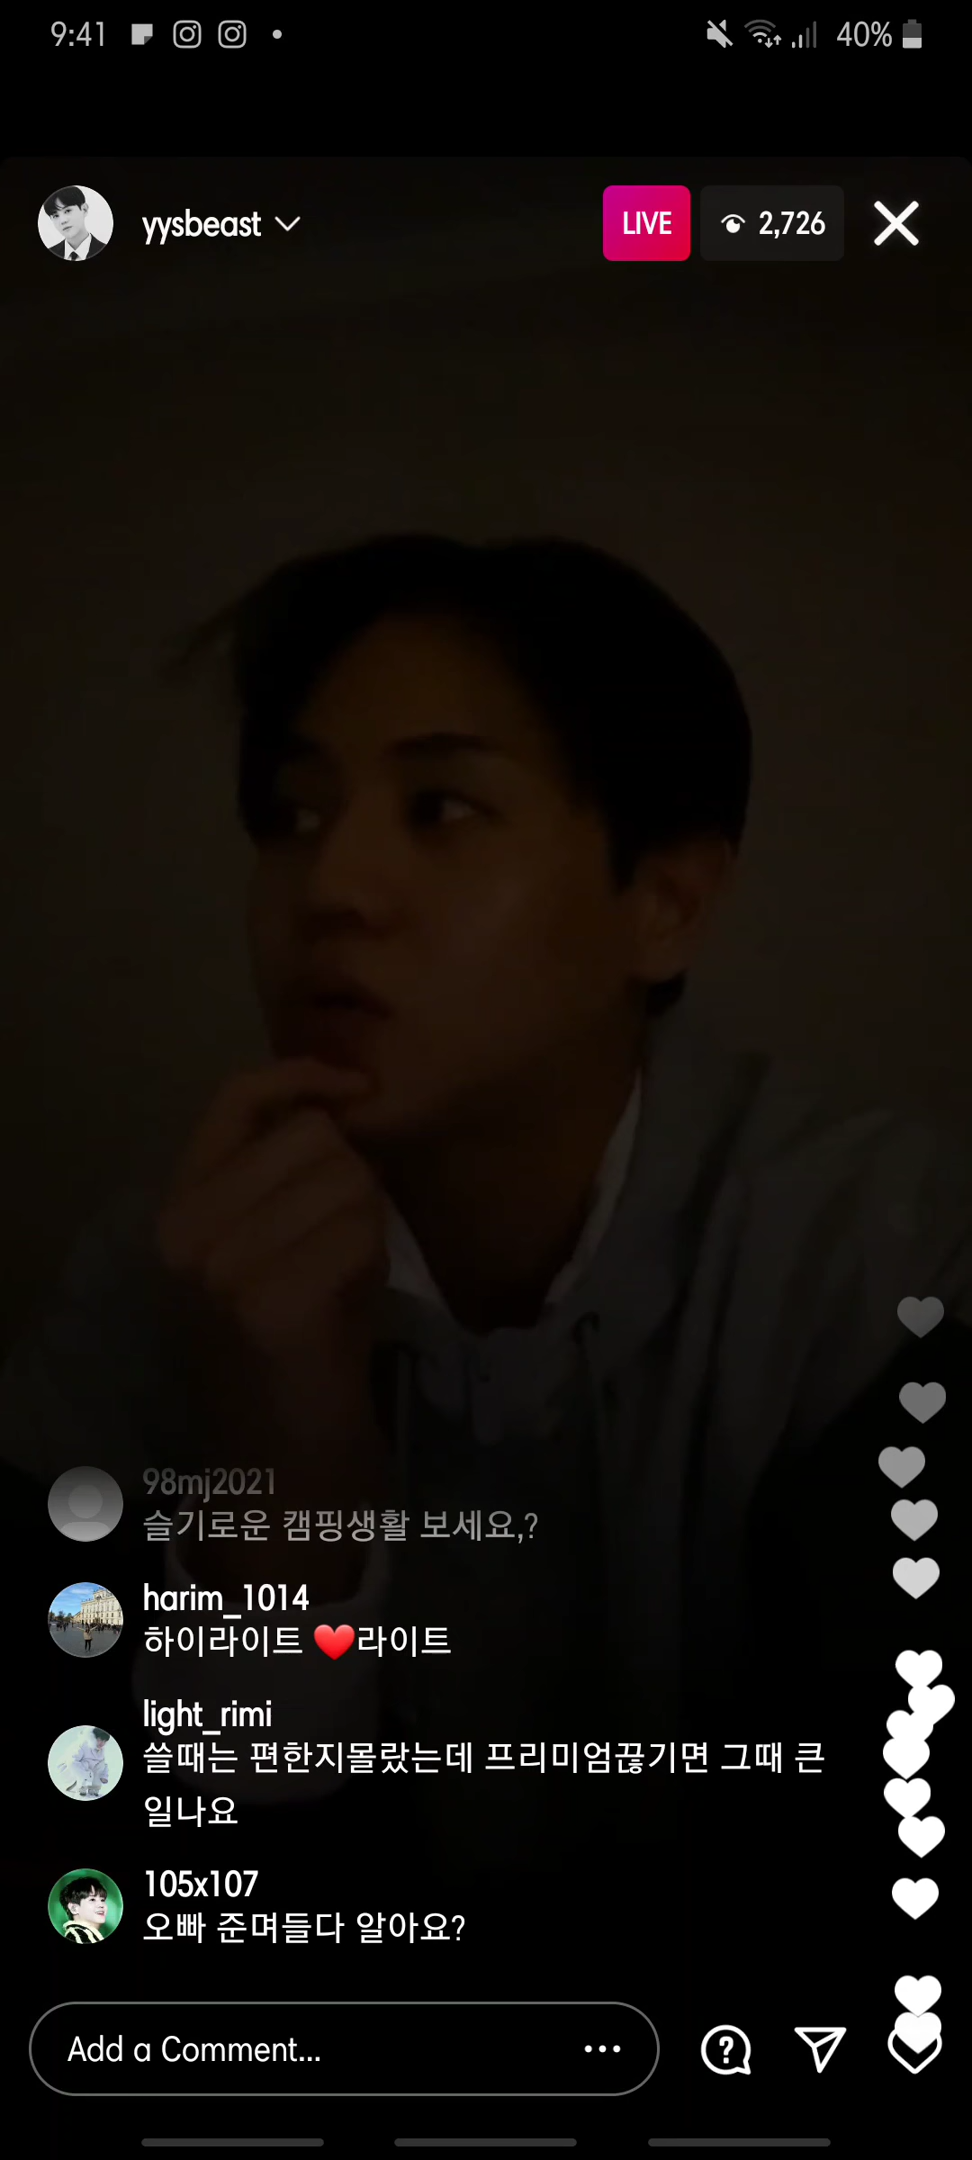 9:41
40%
yysbeast
LIVE
2,726
98mj2021
슬기로운 캠핑생활 보세요,?
harim_1014
하이라이트 ❤️라이트
light_rimi
쓸때는 편한지몰랐는데 프리미엄끊기면 그때 큰
일나요
105x107
오빠 준며들다 알아요?
Add a Comment...